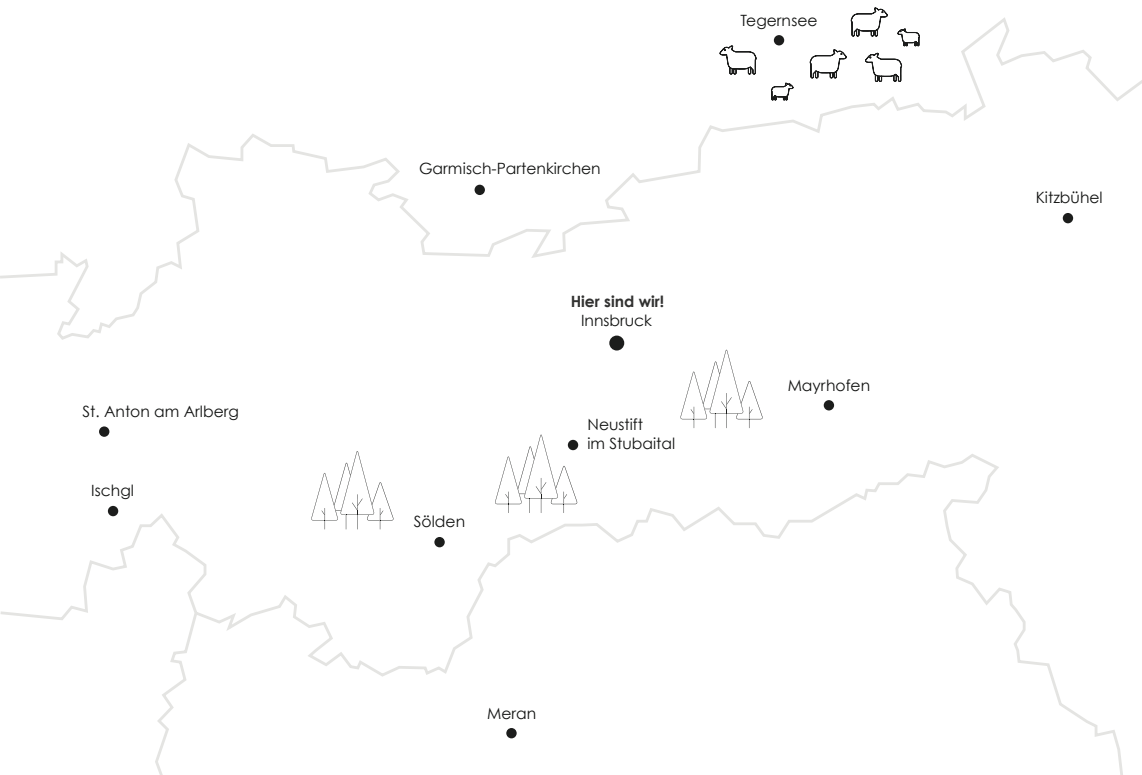 Tegernsee
Garmisch-Partenkirchen
Kitzbühel
Hier sind wir!
Innsbruck
Mayrhofen
St. Anton am Arlberg
Neustift
im Stubaital
Ischgl
Sölden
Meran